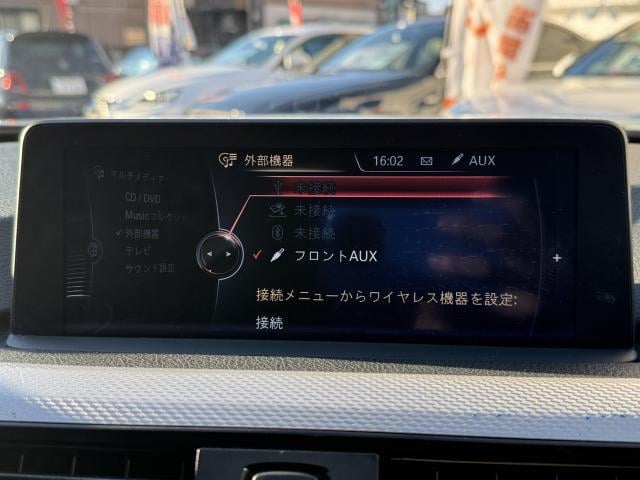 外部機器
16:02
AUX
マルチメディア
CD / DVD
Musicコレクション
外部機器
テレビ
サウンド設定
未接続
未接続
未接続
フロントAUX
接続メニューからワイヤレス機器を設定:
接続